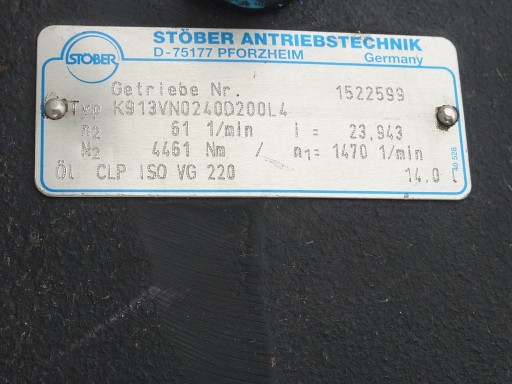 STÖBER ANTRIEBSTECHNIK
D-75177 PFORZHEIM Germany
STÖBER
Getriebe Nr. 1522599
Typ K913VN0240D200L4
n2 61 1/min i = 23,943
M2 4461 Nm / n1= 1470 1/min
Öl CLP ISO VG 220 14.0 l